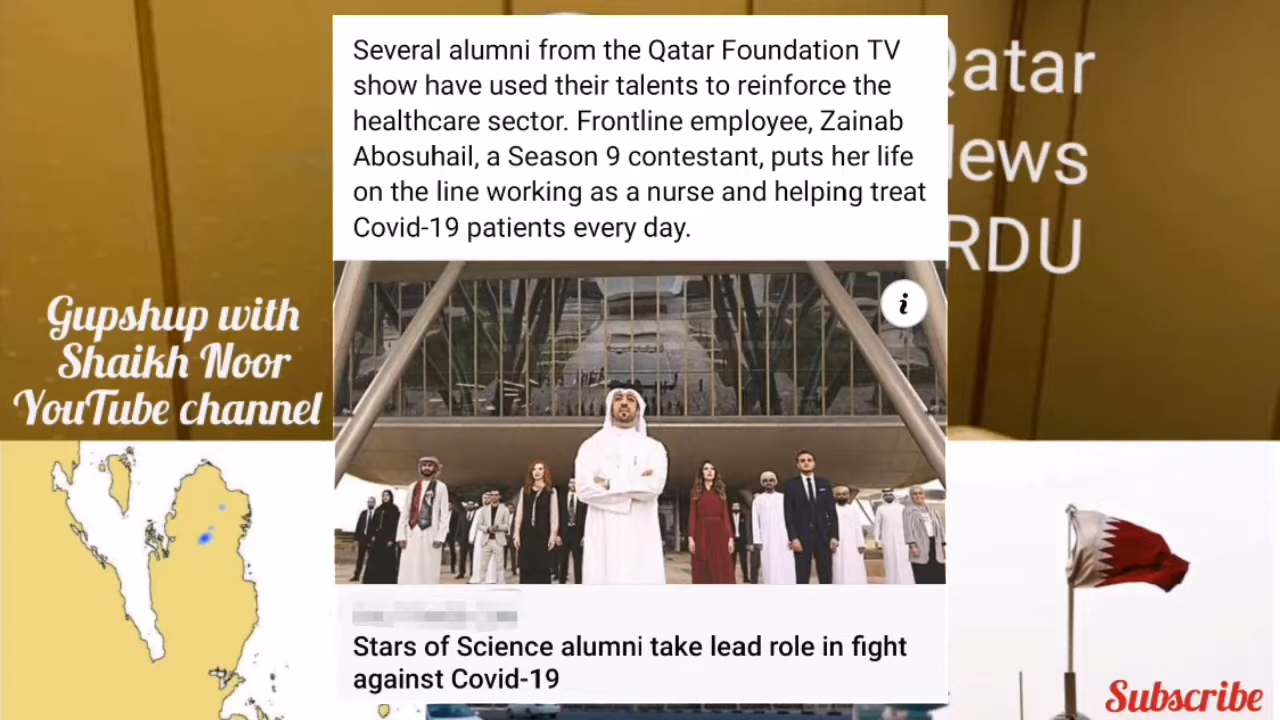 Several alumni from the Qatar Foundation TV
show have used their talents to reinforce the
healthcare sector. Frontline employee, Zainab
Abosuhail, a Season 9 contestant, puts her life
on the line working as a nurse and helping treat
Covid-19 patients every day.
Qatar
News
RDU
Gupshup with
Shaikh Noor
YouTube channel
i
Stars of Science alumni take lead role in fight
against Covid-19
Subscribe